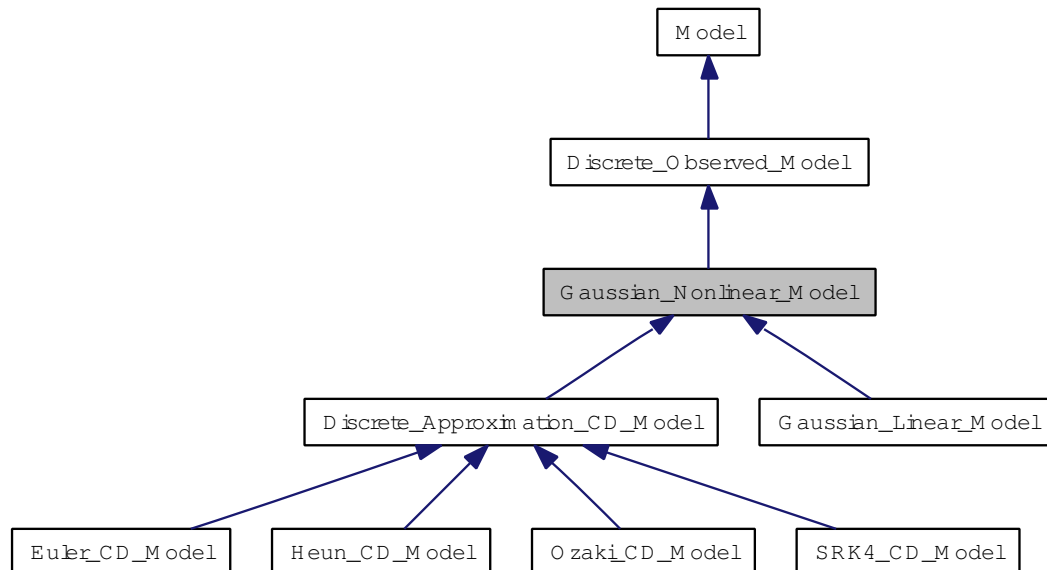 Model
Discrete_Observed_Model
Gaussian_Nonlinear_Model
Discrete_Approximation_CD_Model
Gaussian_Linear_Model
Euler_CD_Model
Heun_CD_Model
Ozaki_CD_Model
SRK4_CD_Model